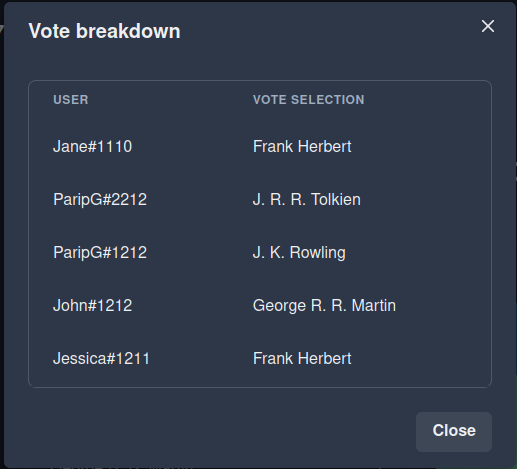 Vote breakdown
USER VOTE SELECTION
Jane#1110 Frank Herbert
ParipG#2212 J. R. R. Tolkien
ParipG#1212 J. K. Rowling
John#1212 George R. R. Martin
Jessica#1211 Frank Herbert
Close